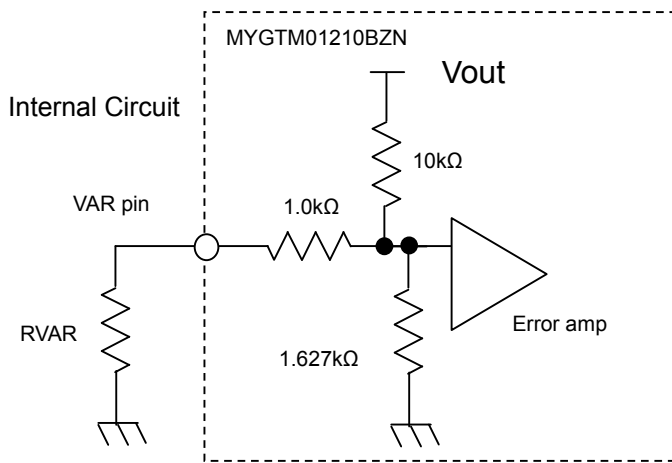 MYGTM01210BZN
Vout
Internal Circuit
10kΩ
1.0kΩ
VAR pin
RVAR
Error amp
1.627kΩ